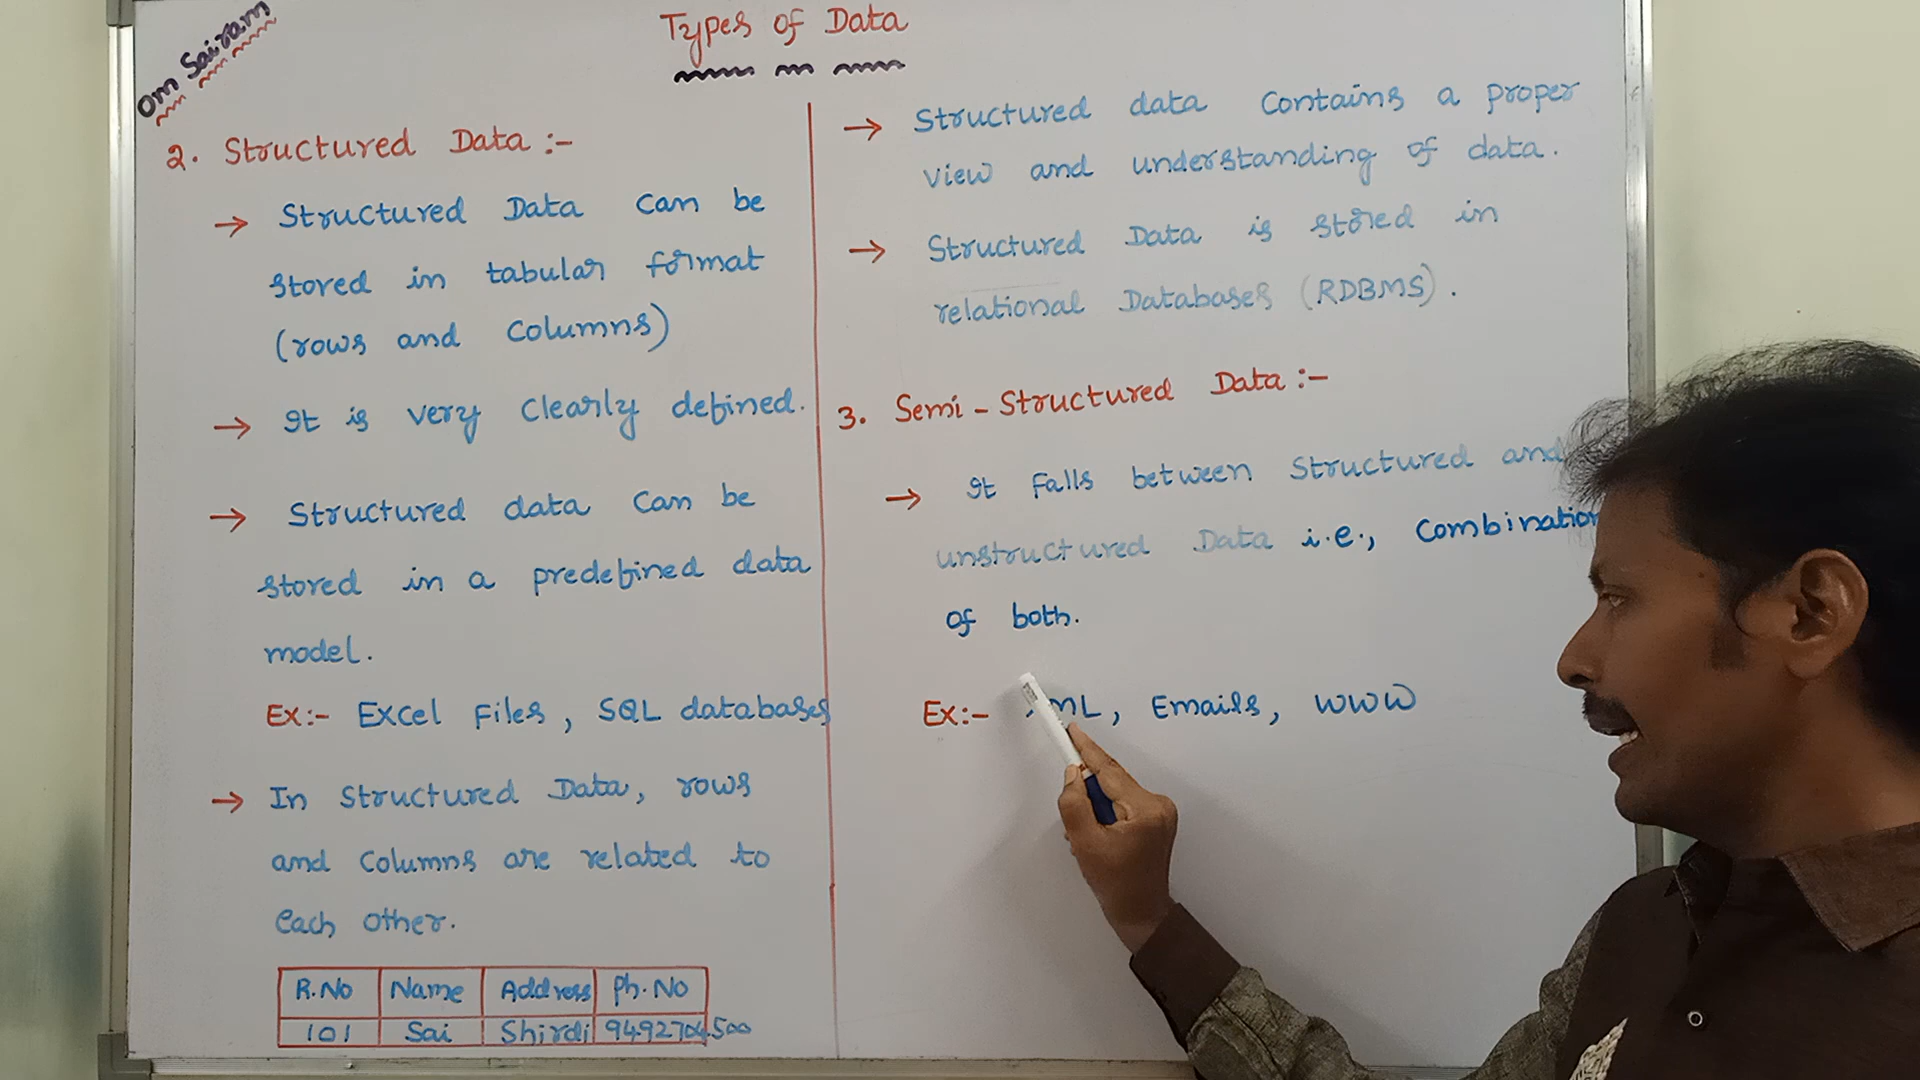 Om Sairam
Types of Data
2. Structured Data :-
→ Structured Data can be
stored in tabular format
(rows and columns)
→ It is very clearly defined.
→ Structured data can be
stored in a predefined data
model.
Ex:- Excel Files, SQL databases
→ In Structured Data, rows
and columns are related to
each other.
R.No Name Address Ph.No
101 Sai Shirdi 9492704500
→ Structured data contains a proper
view and understanding of data.
→ Structured Data is stored in
relational Databases (RDBMS).
3. Semi-Structured Data :-
→ It falls between structured and
unstructured Data i.e., combination
of both.
Ex:- ML, Emails, WWW